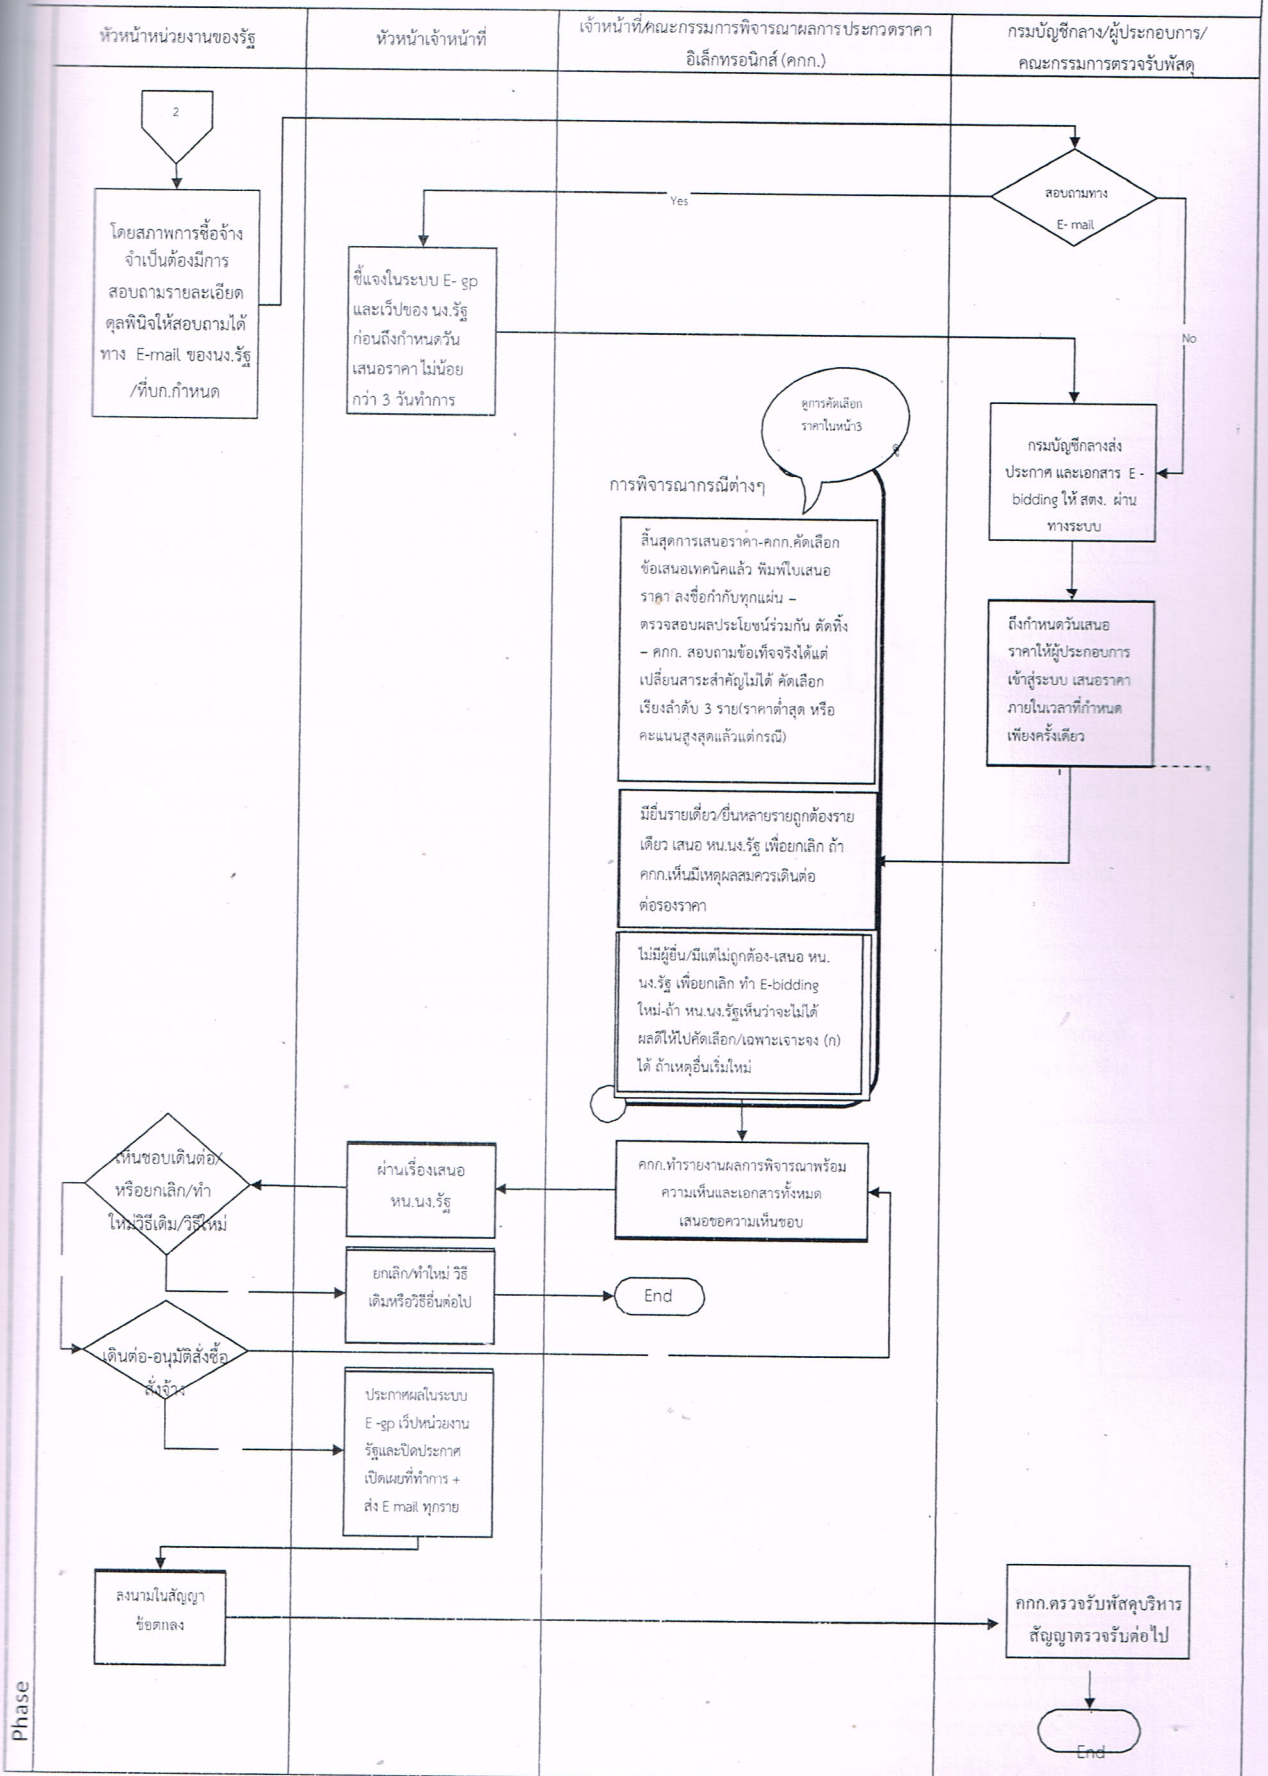 หัวหน้าหน่วยงานของรัฐ
หัวหน้าเจ้าหน้าที่
เจ้าหน้าที่/คณะกรรมการพิจารณาผลการประกวดราคา
อิเล็กทรอนิกส์ (คกก.)
กรมบัญชีกลาง/ผู้ประกอบการ/
คณะกรรมการตรวจรับพัสดุ
2
โดยสภาพการซื้อจ้าง
จำเป็นต้องมีการ
สอบถามรายละเอียด
ดุลพินิจให้สอบถามได้
ทาง E-mail ของนง.รัฐ
/ที่บก.กำหนด
สอบถามทาง
E- mail
Yes
No
ชี้แจงในระบบ E- gp
และเว็ปของ นง.รัฐ
ก่อนถึงกำหนดวัน
เสนอราคา ไม่น้อย
กว่า 3 วันทำการ
กรมบัญชีกลางส่ง
ประกาศ และเอกสาร E -
bidding ให้ สตง. ผ่าน
ทางระบบ
ถึงกำหนดวันเสนอ
ราคาให้ผู้ประกอบการ
เข้าสู่ระบบ เสนอราคา
ภายในเวลาที่กำหนด
เพียงครั้งเดียว
ดูการคัดเลือก
ราคาในหน้า3
การพิจารณากรณีต่างๆ
สิ้นสุดการเสนอราคา-คกก.คัดเลือก
ข้อเสนอเทคนิคแล้ว พิมพ์ใบเสนอ
ราคา ลงชื่อกำกับทุกแผ่น –
ตรวจสอบผลประโยชน์ร่วมกัน ตัดทิ้ง
– คกก. สอบถามข้อเท็จจริงได้แต่
เปลี่ยนสาระสำคัญไม่ได้ คัดเลือก
เรียงลำดับ 3 ราย(ราคาต่ำสุด หรือ
คะแนนสูงสุดแล้วแต่กรณี)
มียื่นรายเดี่ยว/ยื่นหลายรายถูกต้องราย
เดียว เสนอ หน.นง.รัฐ เพื่อยกเลิก ถ้า
คกก.เห็นมีเหตุผลสมควรเดินต่อ
ต่อรองราคา
ไม่มีผู้ยื่น/มีแต่ไม่ถูกต้อง-เสนอ หน.
นง.รัฐ เพื่อยกเลิก ทำ E-bidding
ใหม่-ถ้า หน.นง.รัฐเห็นว่าจะไม่ได้
ผลดีให้ไปคัดเลือก/เฉพาะเจาะจง (ก)
ได้ ถ้าเหตุอื่นเริ่มใหม่
คกก.ทำรายงานผลการพิจารณาพร้อม
ความเห็นและเอกสารทั้งหมด
เสนอขอความเห็นชอบ
ผ่านเรื่องเสนอ
หน.นง.รัฐ
เห็นชอบเดินต่อ/
หรือยกเลิก/ทำ
ใหม่วิธีเดิม/วิธีใหม่
ยกเลิก/ทำใหม่ วิธี
เดิมหรือวิธีอื่นต่อไป
End
เดินต่อ-อนุมัติสั่งซื้อ
สั่งจ้าง
ประกาศผลในระบบ
E -gp เว็ปหน่วยงาน
รัฐและปิดประกาศ
เปิดเผยที่ทำการ +
ส่ง E mail ทุกราย
ลงนามในสัญญา
ข้อตกลง
คกก.ตรวจรับพัสดุบริหาร
สัญญาตรวจรับต่อไป
End
Phase